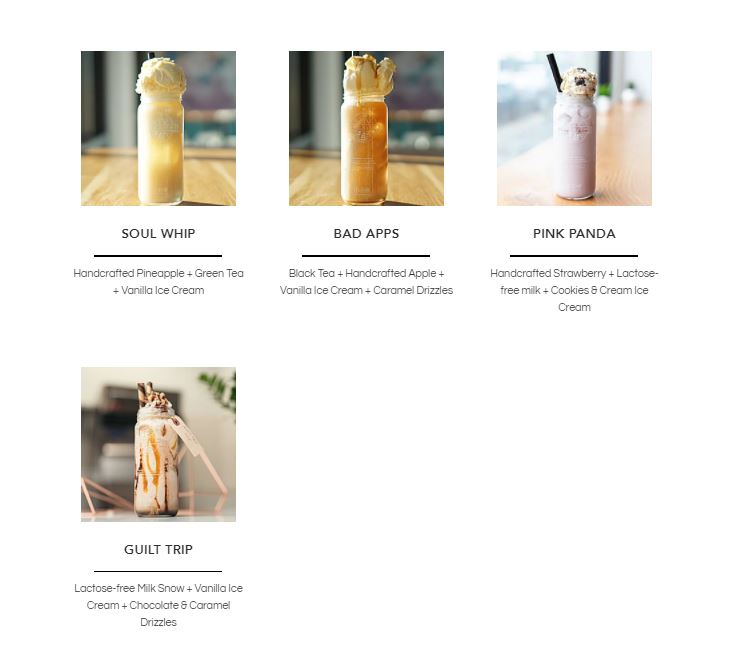 SOUL WHIP
Handcrafted Pineapple + Green Tea
+ Vanilla Ice Cream
BAD APPS
Black Tea + Handcrafted Apple +
Vanilla Ice Cream + Caramel Drizzles
PINK PANDA
Handcrafted Strawberry + Lactose-
free milk + Cookies & Cream Ice
Cream
GUILT TRIP
Lactose-free Milk Snow + Vanilla Ice
Cream + Chocolate & Caramel
Drizzles